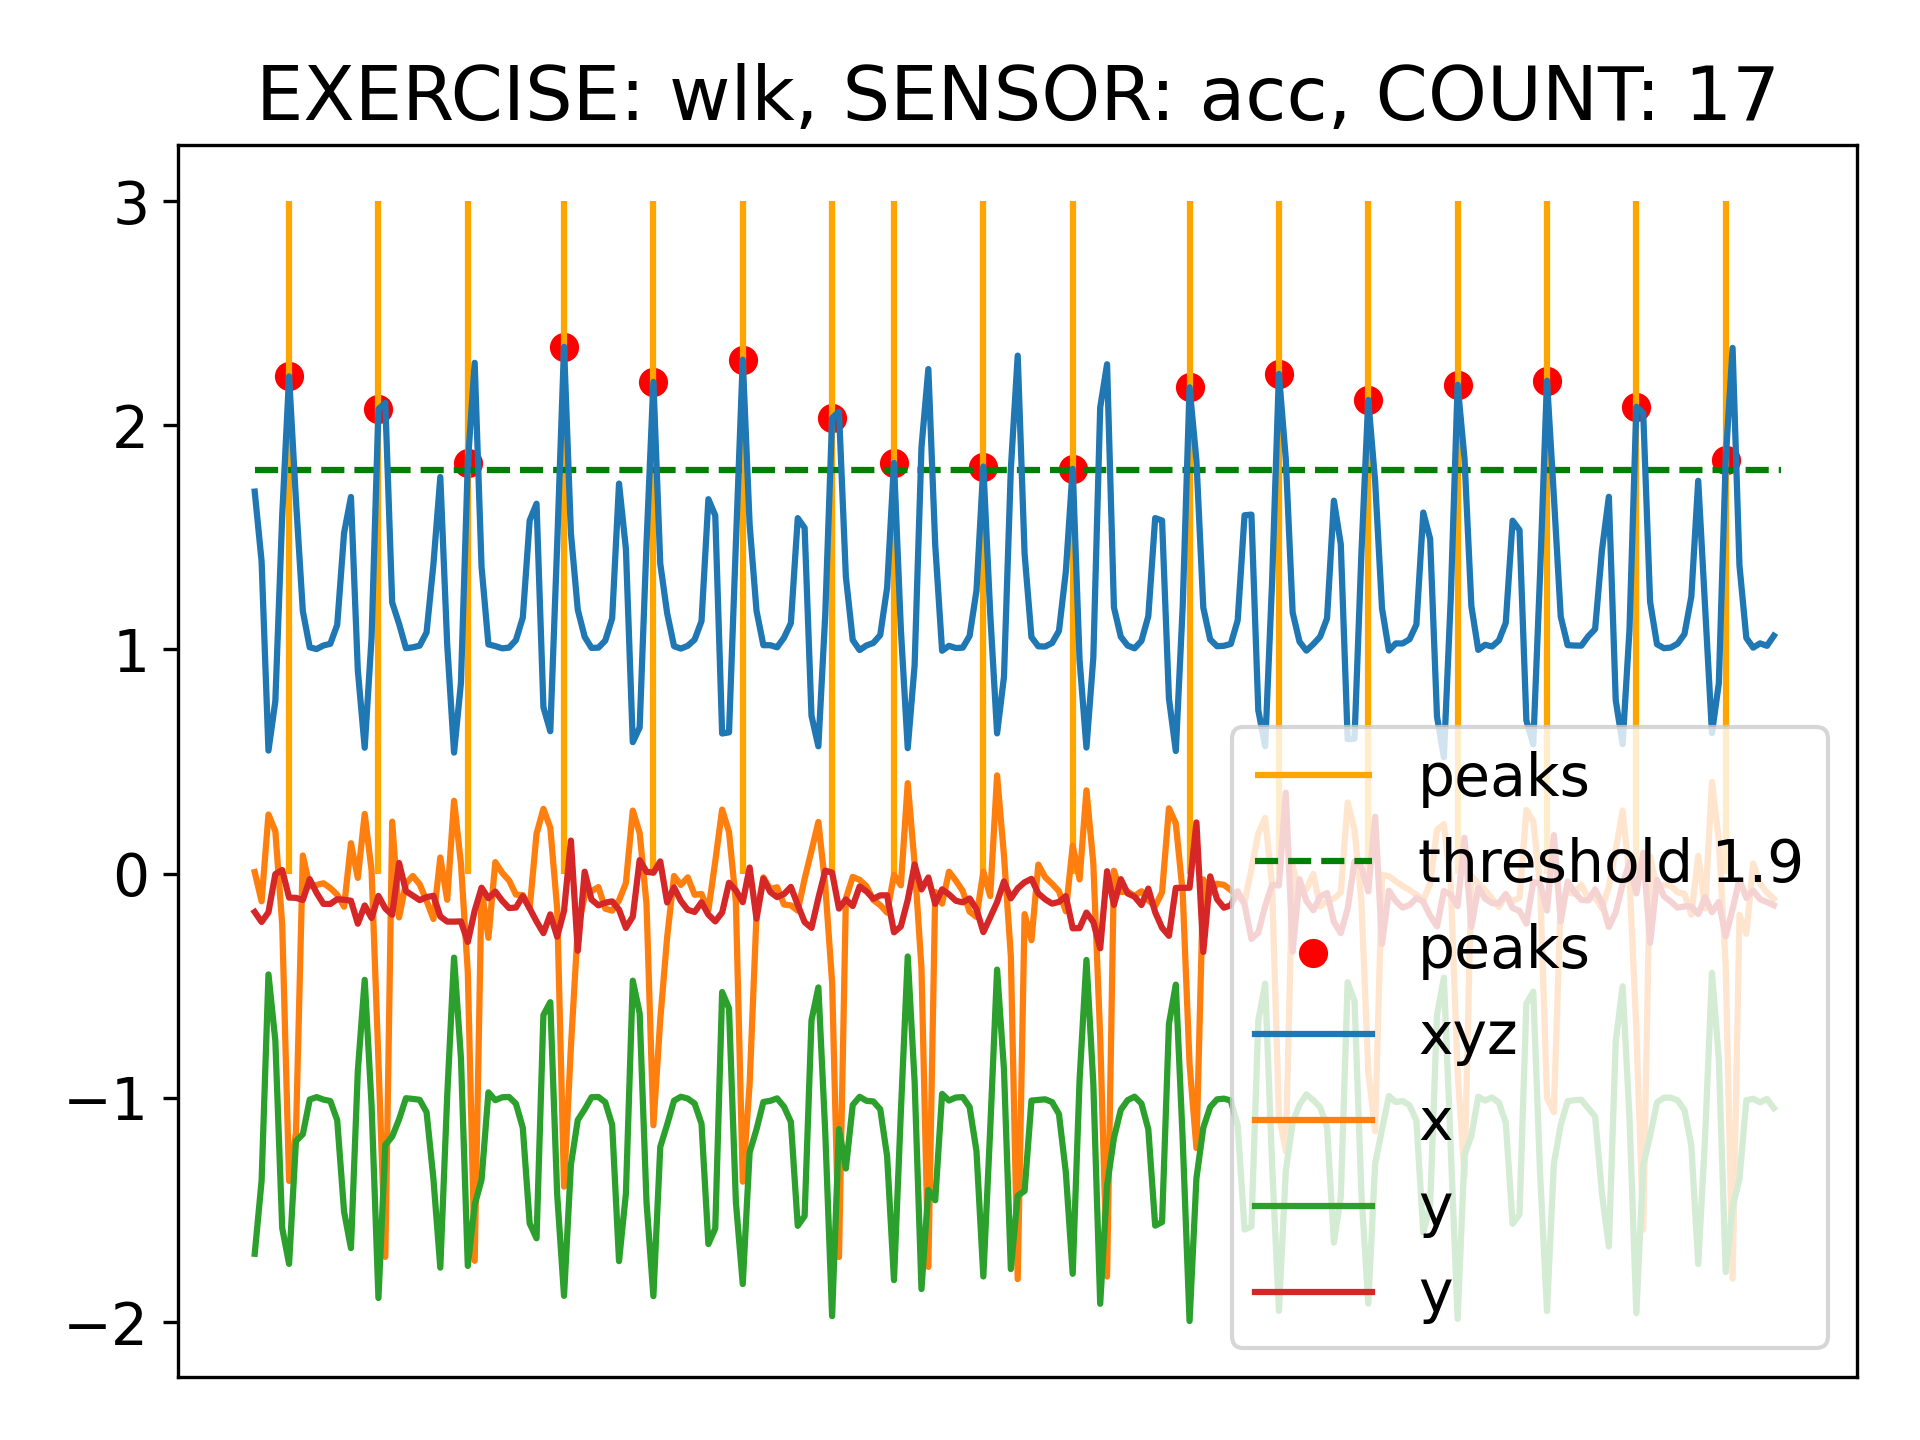 EXERCISE: wlk, SENSOR: acc, COUNT: 17
3
2
1
0
−1
−2
peaks
threshold 1.9
peaks
xyz
x
y
y